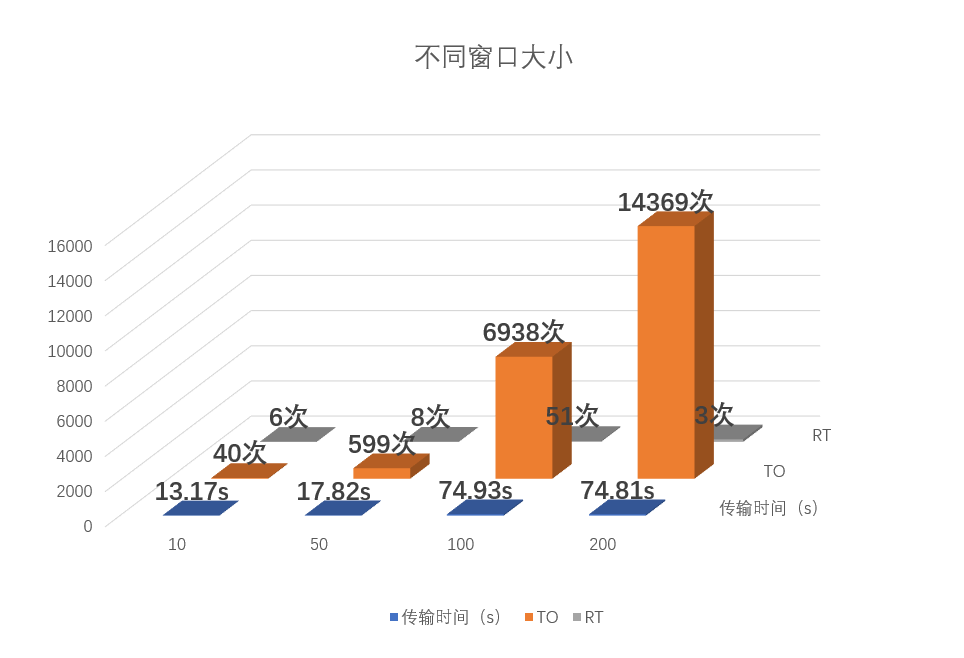 不同窗口大小
16000
14000
12000
10000
8000
6000
4000
2000
0
14369次
6938次
6次
8次
51次
3次
40次
599次
13.17s
17.82s
74.93s
74.81s
RT
TO
传输时间（s）
10
50
100
200
传输时间（s） TO RT